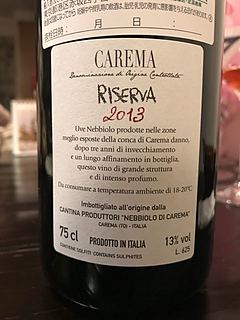 月 日
CAREMA
Denominazione di Origine Controllata
RISERVA
2013
Uve Nebbiolo prodotte nelle zone
meglio esposte della conca di Carema danno,
dopo tre anni di invecchiamento
e un lungo affinamento in bottiglia,
questo vino di grande struttura
e di intenso profumo.
Da consumare a temperatura ambiente di 18-20°C.
Imbottigliato all'origine dalla
CANTINA PRODUTTORI "NEBBIOLO DI CAREMA"
CAREMA (TO) - ITALIA
75 cl PRODOTTO IN ITALIA 13% vol
CONTIENE SOLFITI CONTAINS SULPHITES L. 625